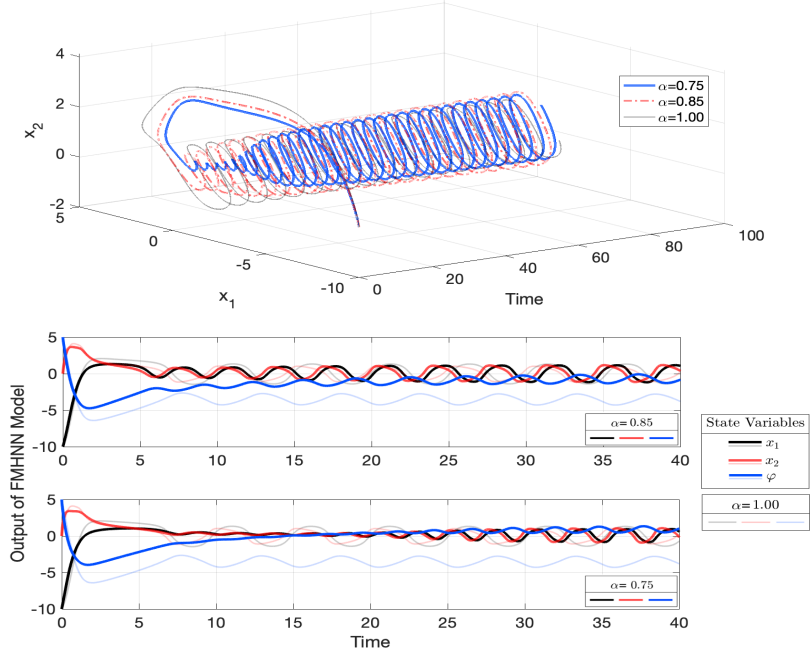 4
2
0
-2
x2
5
0
-5
-10
x1
0
20
40
60
80
100
Time
α=0.75
α=0.85
α=1.00
Output of FMHNN Model
5
0
-5
-10
0
5
10
15
20
25
30
35
40
α= 0.85
5
0
-5
-10
0
5
10
15
20
25
30
35
40
α= 0.75
Time
State Variables
x1
x2
φ
α= 1.00